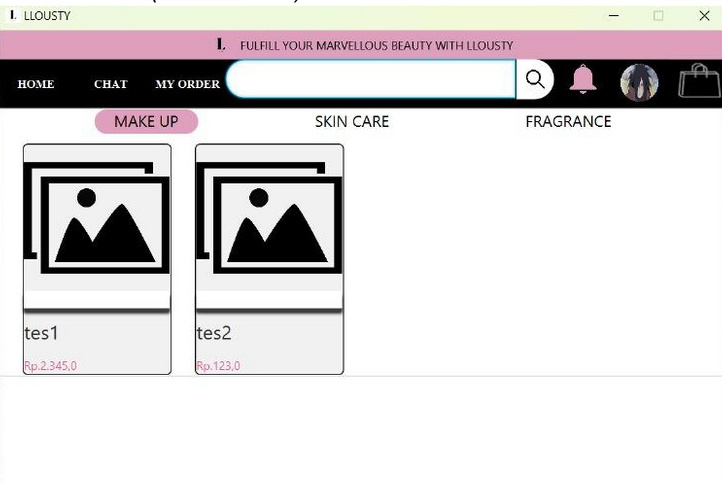 L LLOUSTY
L FULFILL YOUR MARVELLOUS BEAUTY WITH LLOUSTY
HOME CHAT MY ORDER
MAKE UP SKIN CARE FRAGRANCE
tes1 tes2
Rp.2.345,0 Rp.123,0